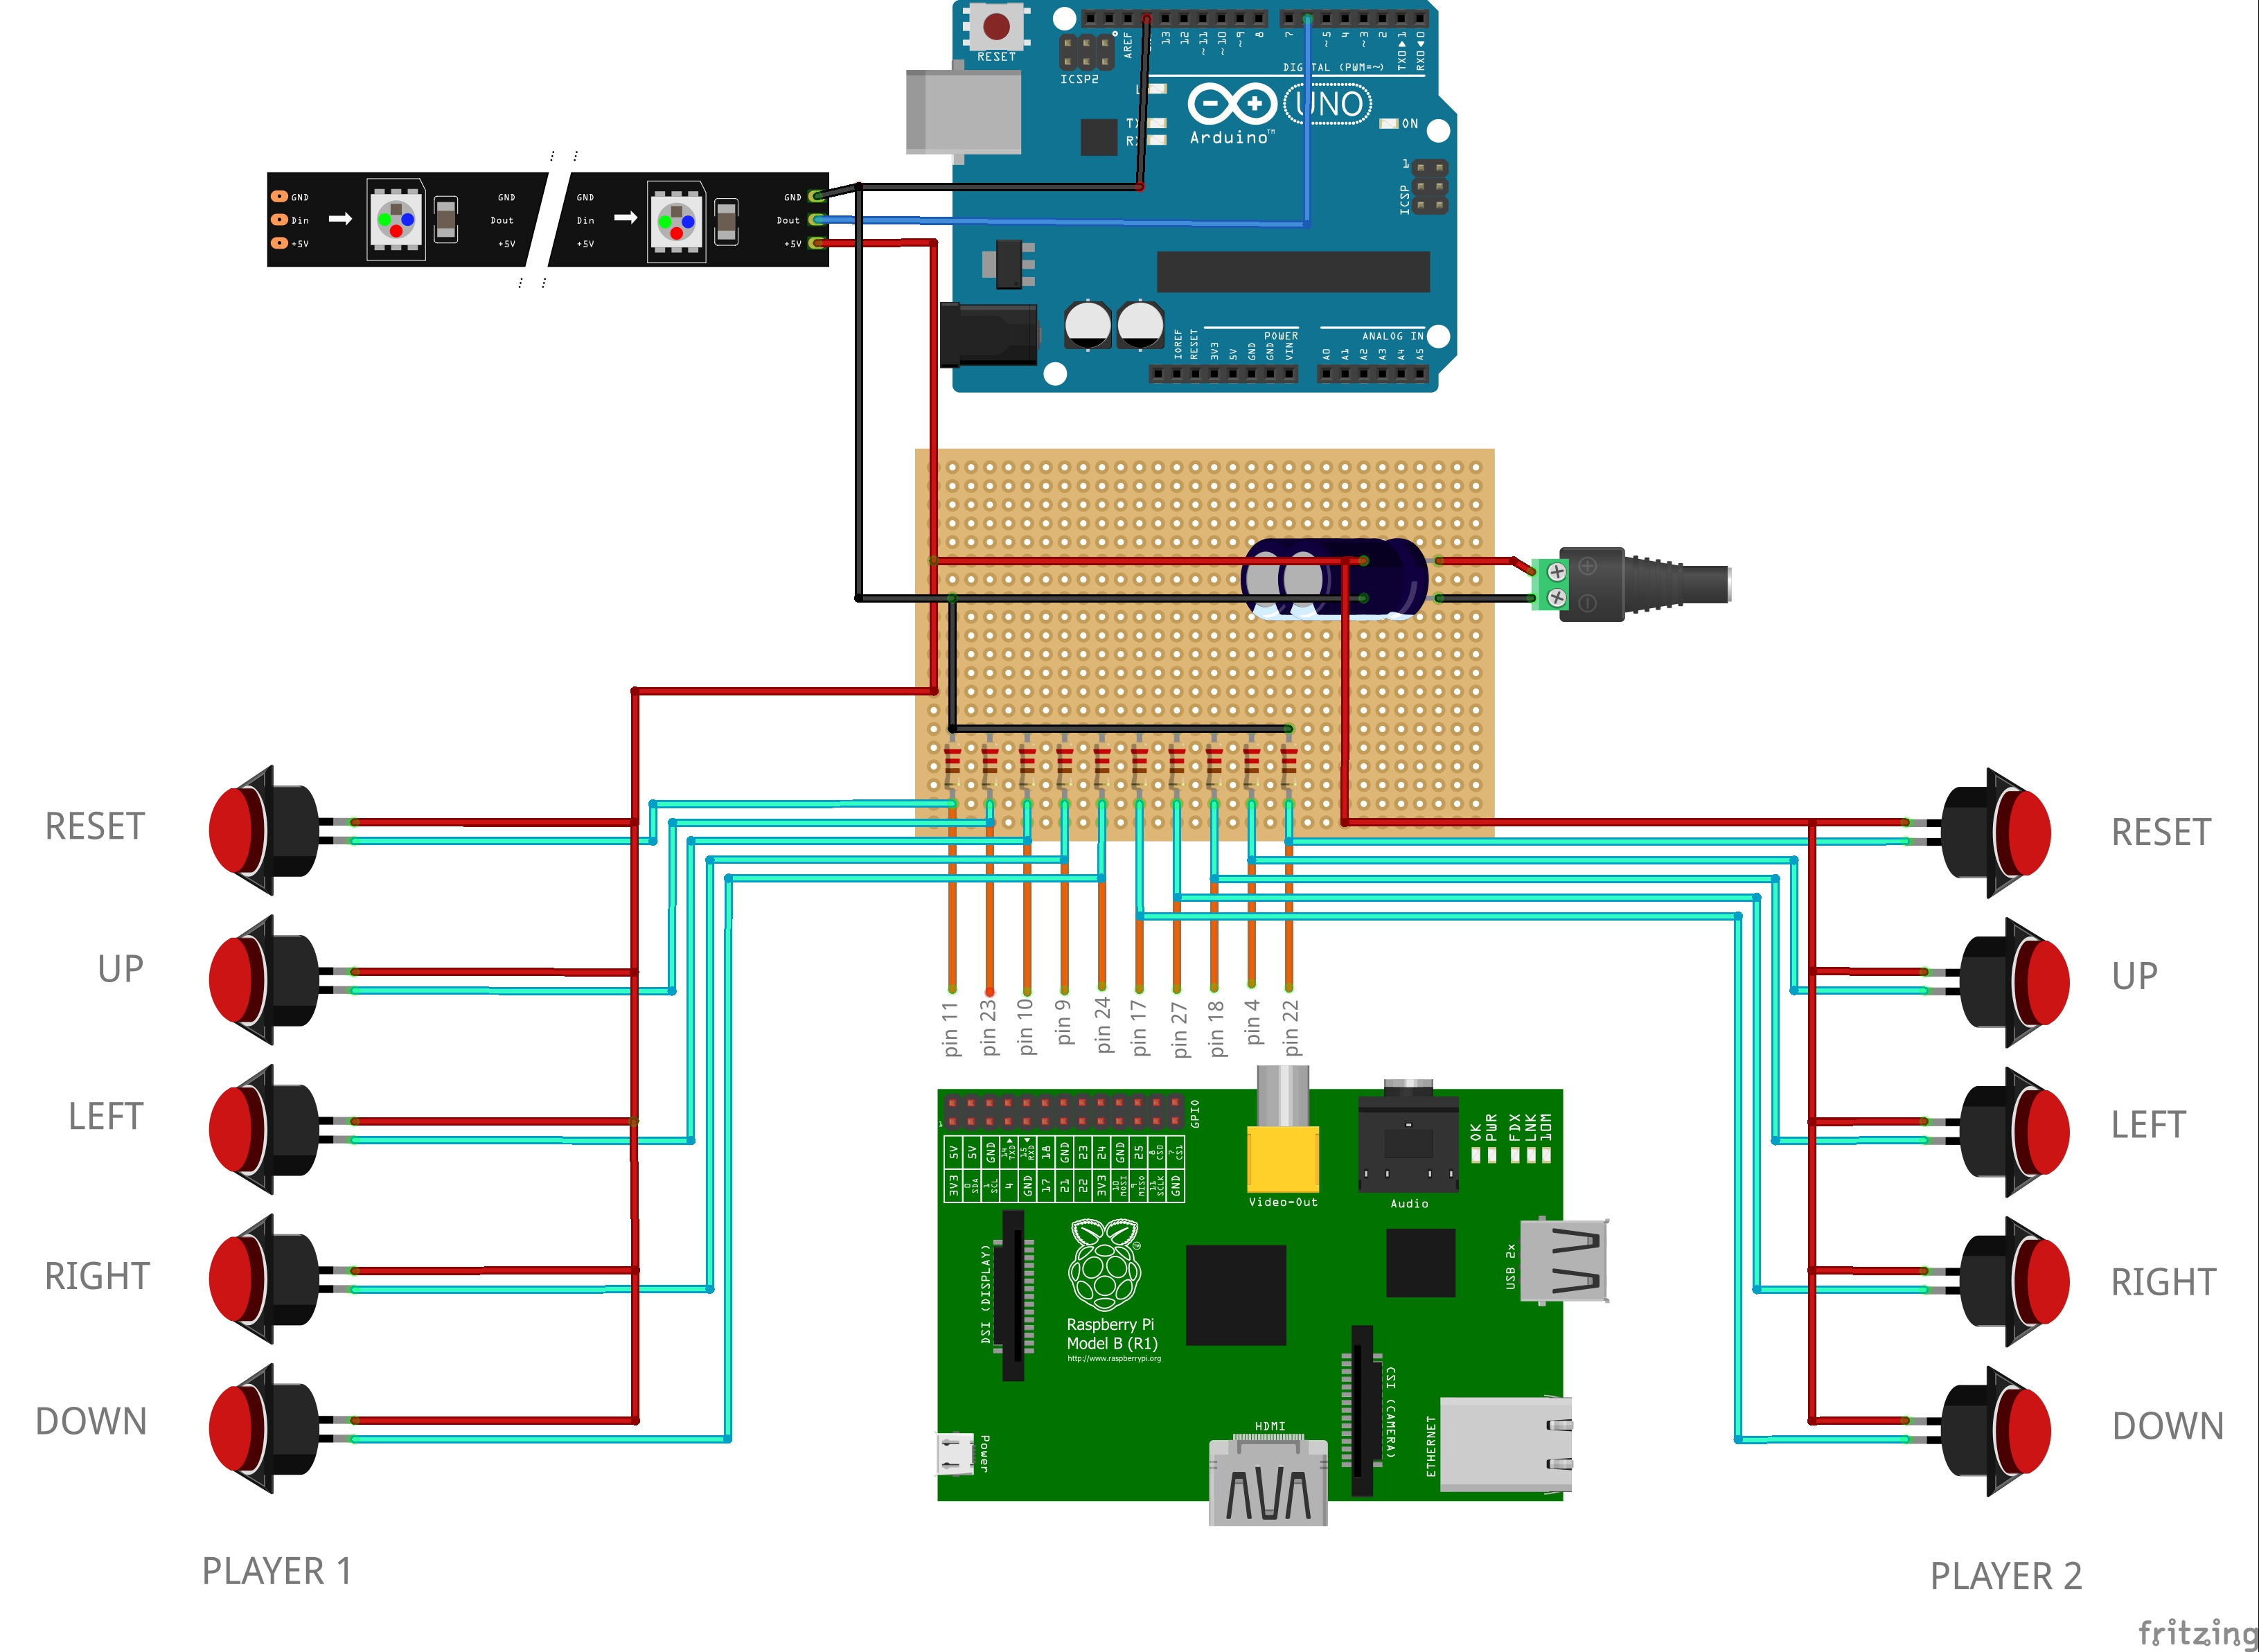 RESET
ICSP2
AREF
13
12
~11
~10
~9
8
7
~5
4
~3
2
TX0 ▶ 1
RX0 ◀ 0
DIGITAL (PWM=~)
UNO
Arduino™
ON
1
ICSP
GND
Din
+5V
GND
Dout
+5V
GND
Din
+5V
GND
Dout
+5V
POWER
ANALOG IN
IOREF
RESET
3V3
5V
GND
GND
VIN
A0
A1
A2
A3
A4
A5
RESET
UP
LEFT
RIGHT
DOWN
PLAYER 1
RESET
UP
LEFT
RIGHT
DOWN
PLAYER 2
pin 11
pin 23
pin 10
pin 9
pin 24
pin 17
pin 27
pin 18
pin 4
pin 22
GPIO
1
5V 5V GND 14 TXD 15 RXD 18 GND 23 24 GND 25 8 CS0 7 CS1
3V3 0 SDA 1 SCL 4 GND 17 21 22 3V3 10 MOSI 9 MISO 11 SCLK GND
Video-Out
Audio
OK
PWR
FDX
LNK
10M
USB 2x
DSI (DISPLAY)
Raspberry Pi
Model B (R1)
http://www.raspberrypi.org
CSI (CAMERA)
ETHERNET
HDMI
Power
fritzing